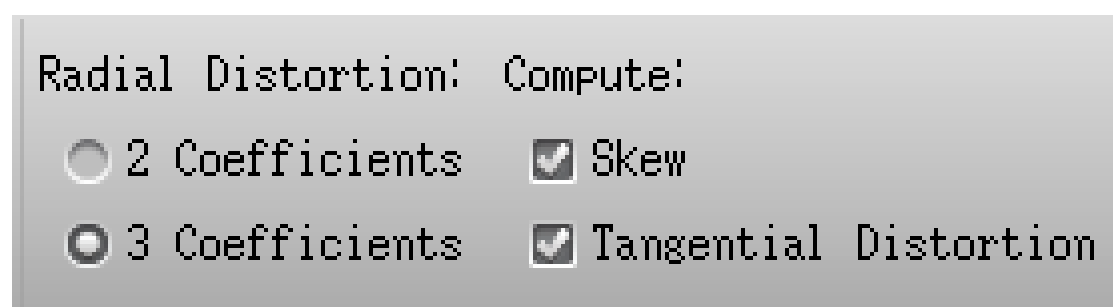 Radial Distortion: Compute:
2 Coefficients Skew
3 Coefficients Tangential Distortion